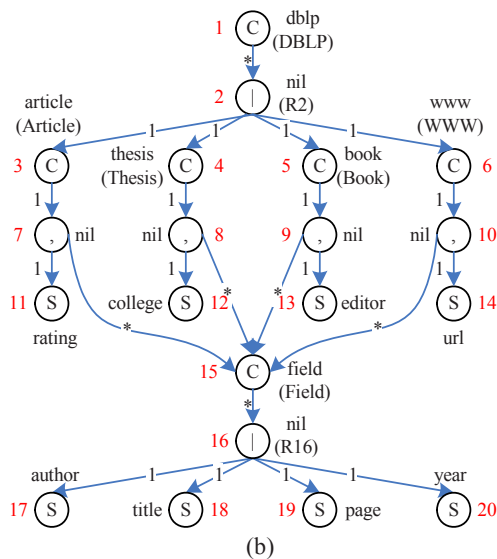 1 C dblp
(DBLP)
*
2 | nil
(R2)
article
(Article)
www
(WWW)
1 1 1 1
thesis
(Thesis)
book
(Book)
3 C C 4 5 C C 6
1 1 1 1
7 , nil nil , 8 9 , nil nil , 10
1 1 1 1
* *
11 S college S 12 13 S editor S 14
rating url
* *
15 C field
(Field)
*
16 | nil
(R16)
author 1 1 1 1 year
17 S title S 18 19 S page S 20
(b)